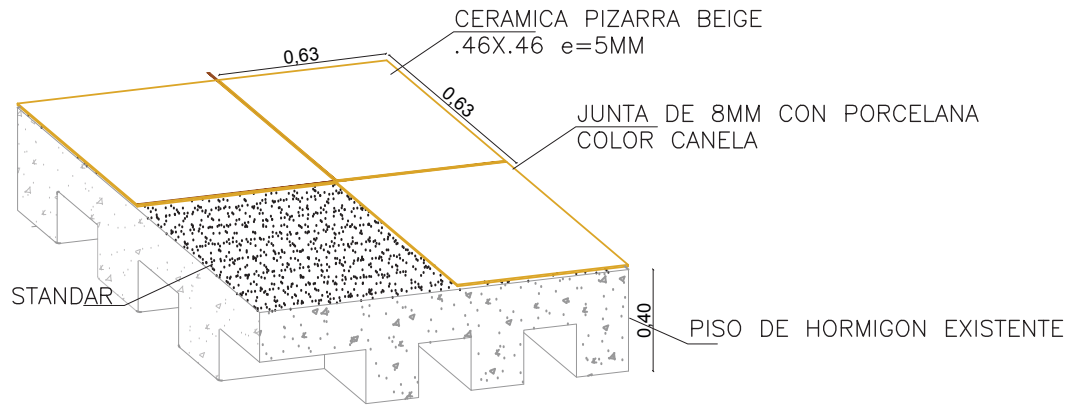 CERAMICA PIZARRA BEIGE
.46X.46 e=5MM
0,63
0,63
JUNTA DE 8MM CON PORCELANA
COLOR CANELA
STANDAR
0,40
PISO DE HORMIGON EXISTENTE